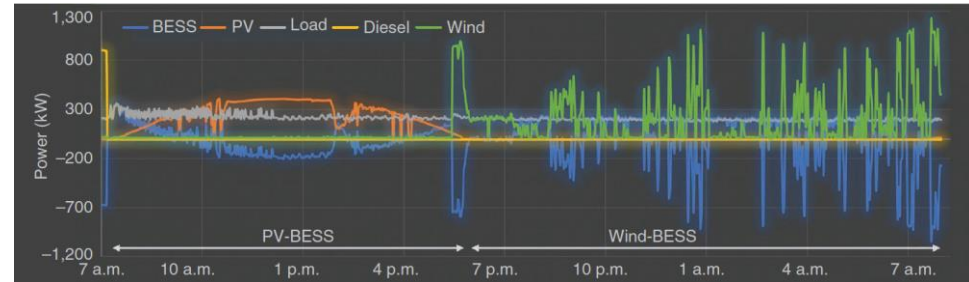 1,300
BESS PV Load Diesel Wind
800
300
–200
–700
–1,200
Power (kW)
PV-BESS Wind-BESS
7 a.m. 10 a.m. 1 p.m. 4 p.m. 7 p.m. 10 p.m. 1 a.m. 4 a.m. 7 a.m.